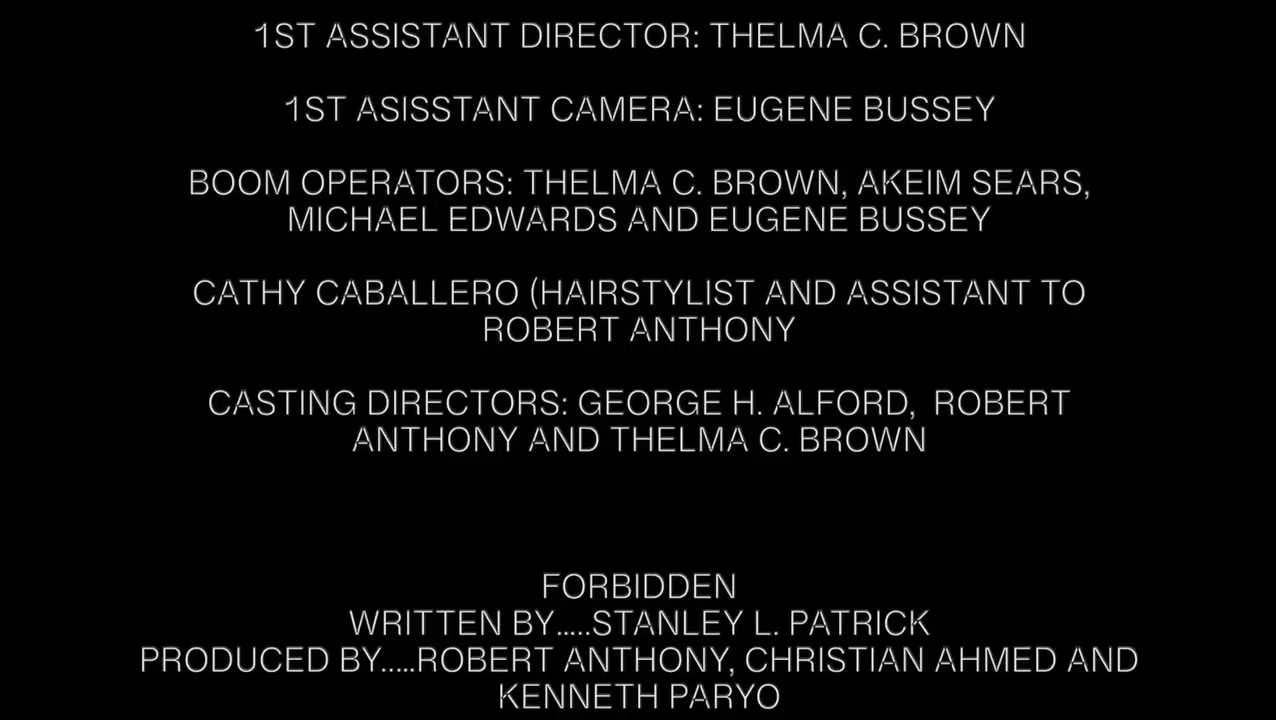 1ST ASSISTANT DIRECTOR: THELMA C. BROWN
1ST ASISSTANT CAMERA: EUGENE BUSSEY
BOOM OPERATORS: THELMA C. BROWN, AKEIM SEARS,
MICHAEL EDWARDS AND EUGENE BUSSEY
CATHY CABALLERO (HAIRSTYLIST AND ASSISTANT TO
ROBERT ANTHONY
CASTING DIRECTORS: GEORGE H. ALFORD,  ROBERT
ANTHONY AND THELMA C. BROWN
FORBIDDEN
WRITTEN BY.....STANLEY L. PATRICK
PRODUCED BY.....ROBERT ANTHONY, CHRISTIAN AHMED AND
KENNETH PARYO